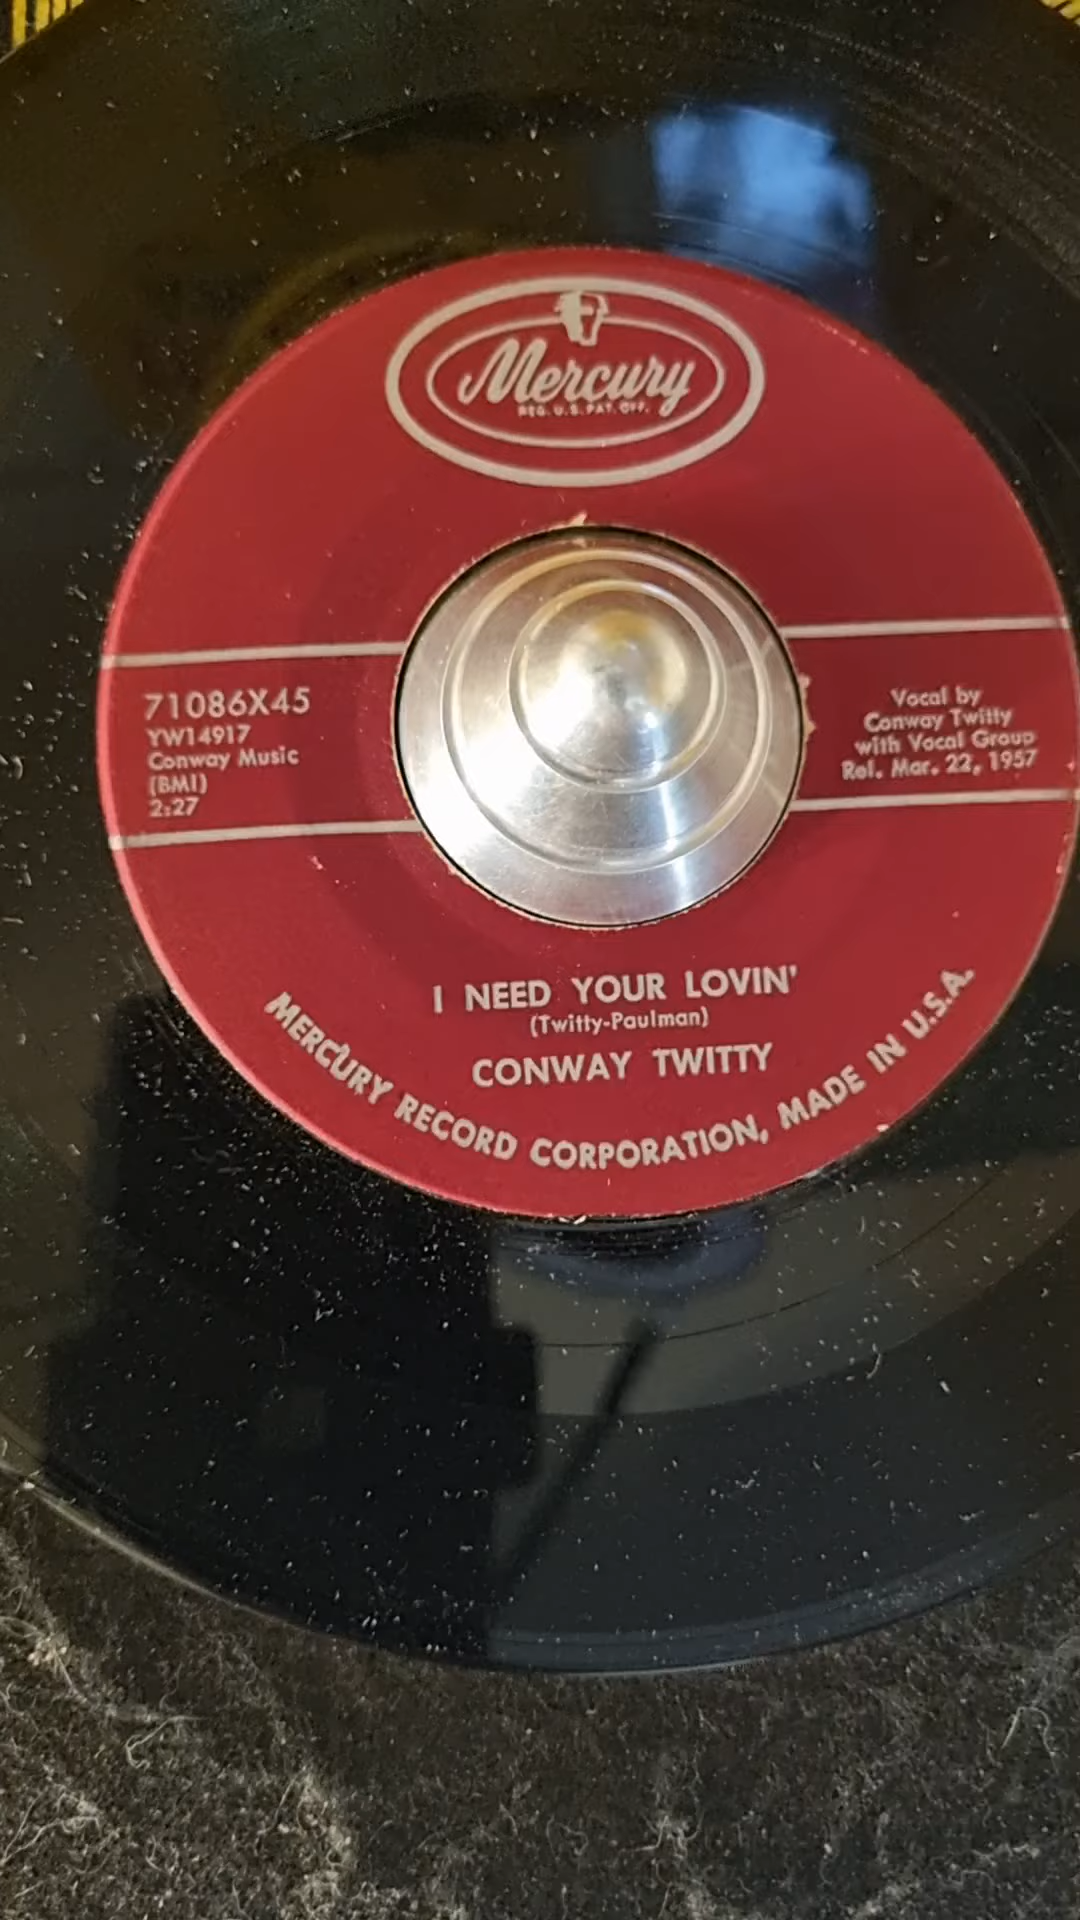 Mercury
REG. U.S. PAT. OFF.
71086X45
YW14917
Conway Music
(BMI)
2:27
Vocal by
Conway Twitty
with Vocal Group
Rel. Mar. 22, 1957
I NEED YOUR LOVIN'
(Twitty-Paulman)
CONWAY TWITTY
MERCURY RECORD CORPORATION, MADE IN U.S.A.